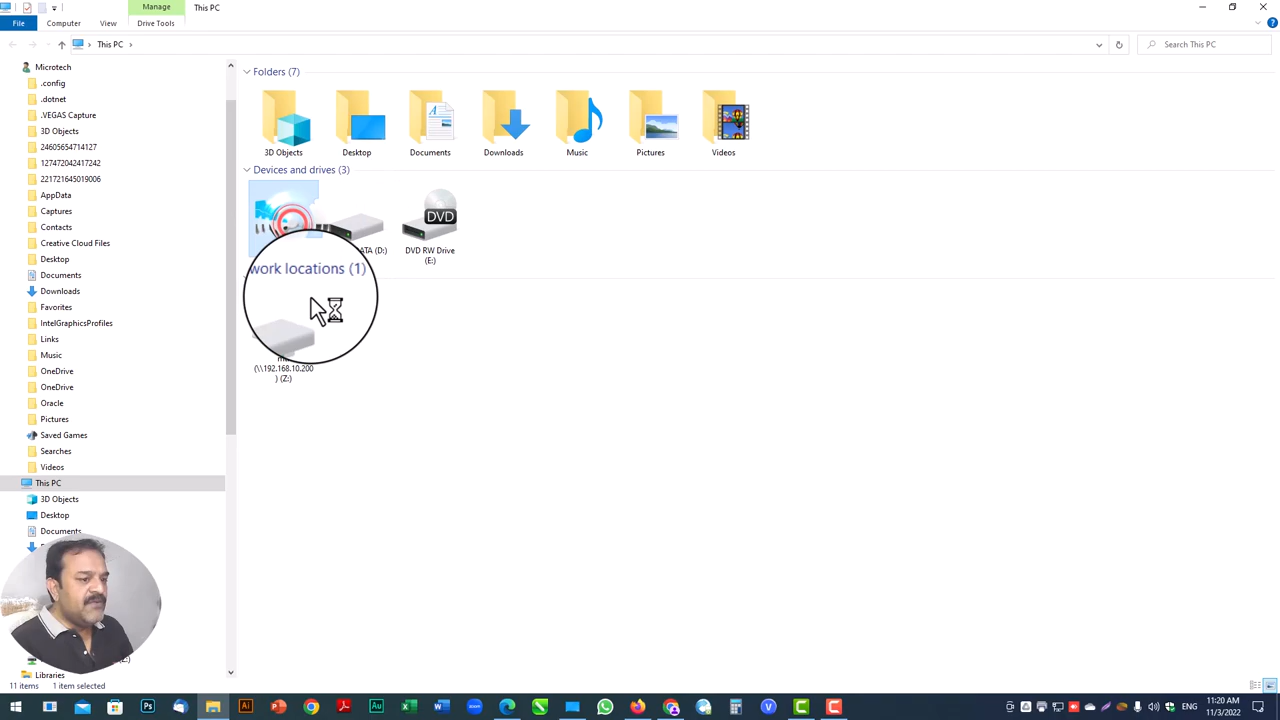 Manage
This PC
File
Computer
View
Drive Tools
This PC
Search This PC
Microtech
.config
.dotnet
.VEGAS Capture
3D Objects
24605654714127
127472042417242
221721645019006
AppData
Captures
Contacts
Creative Cloud Files
Desktop
Documents
Downloads
Favorites
IntelGraphicsProfiles
Links
Music
OneDrive
OneDrive
Oracle
Pictures
Saved Games
Searches
Videos
This PC
3D Objects
Desktop
Documents
Libraries
Folders (7)
3D Objects
Desktop
Documents
Downloads
Music
Pictures
Videos
Devices and drives (3)
DVD
(D:)
DVD RW Drive
(E:)
work locations (1)
(\\192.168.10.200
) (Z:)
11 items
1 item selected
Ps
Ai
Au
zoom
11:20 AM
11/3/2022